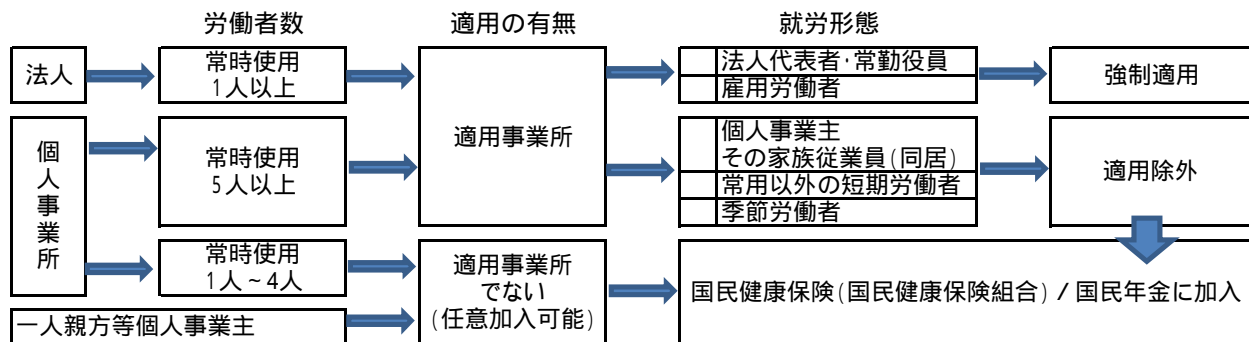 労働者数
適用の有無
就労形態
法人
常時使用
1人以上
適用事業所
法人代表者・常勤役員
雇用労働者
強制適用
個人事業所
常時使用
5人以上
個人事業主
その家族従業員(同居)
常用以外の短期労働者
季節労働者
適用除外
常時使用
1人~4人
適用事業所
でない
(任意加入可能)
国民健康保険(国民健康保険組合) / 国民年金に加入
一人親方等個人事業主